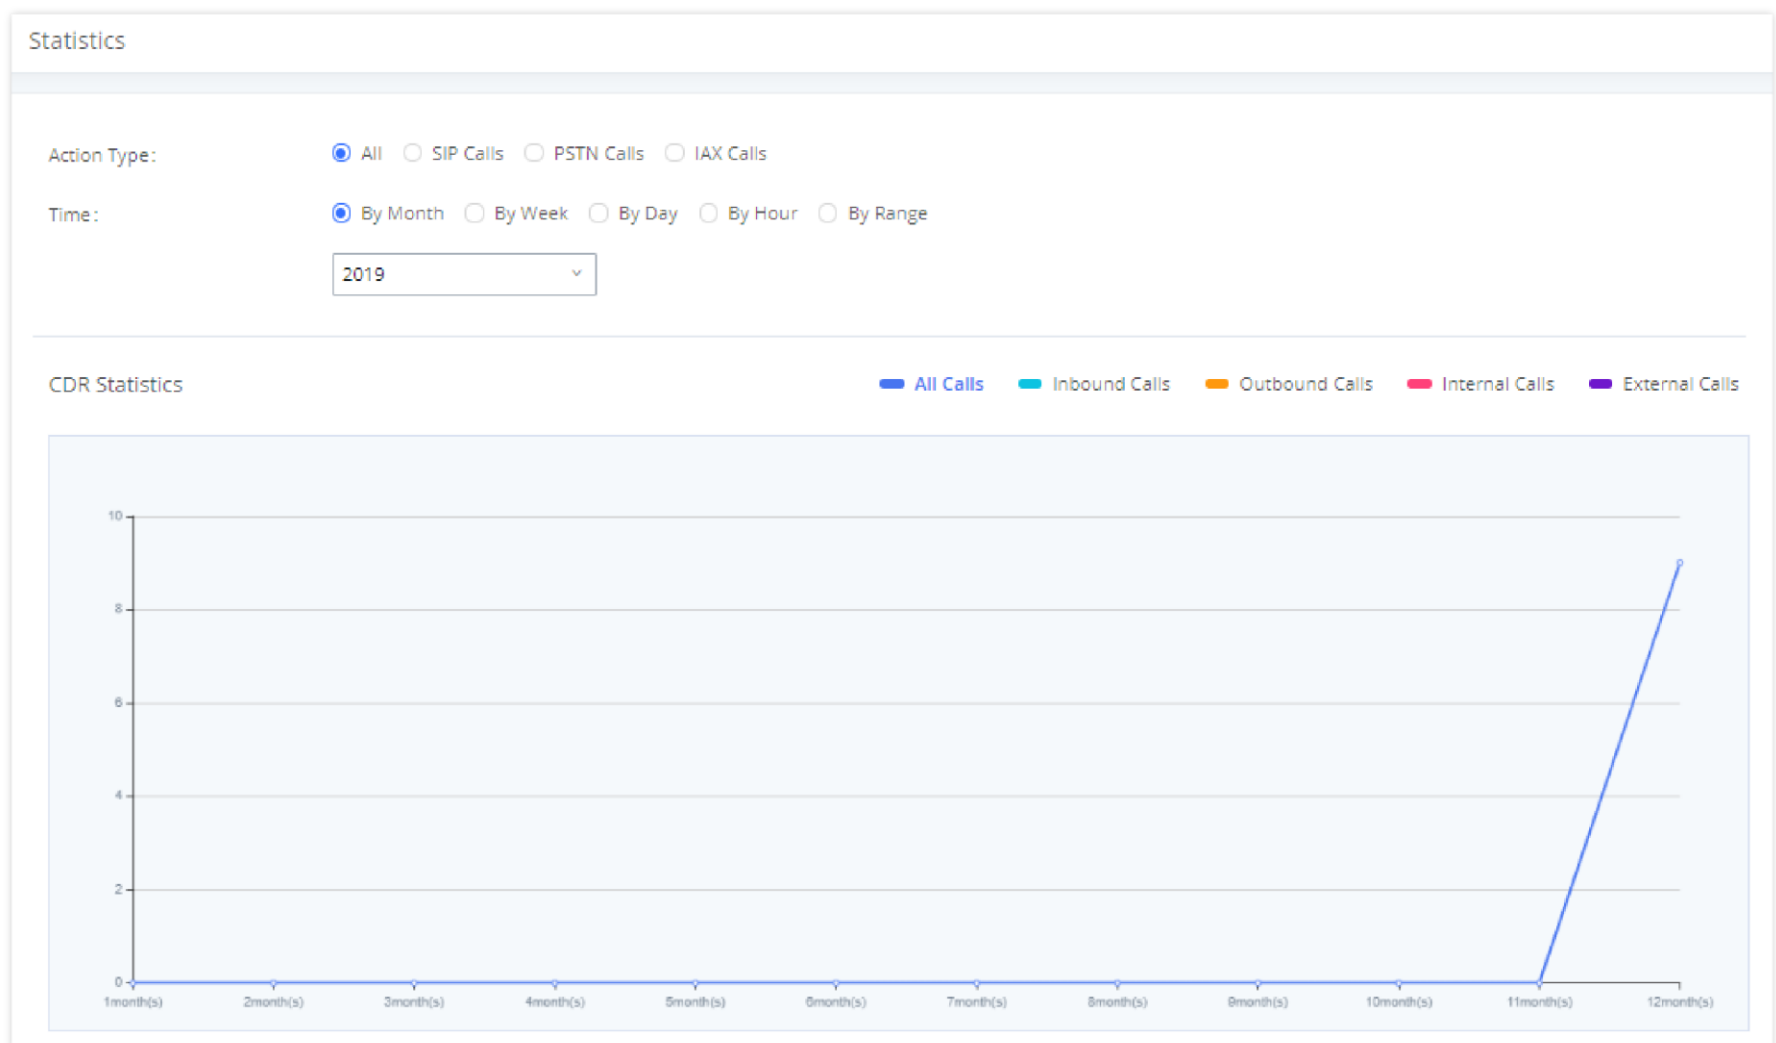 Statistics
Action Type: All SIP Calls PSTN Calls IAX Calls
Time: By Month By Week By Day By Hour By Range
2019
CDR Statistics All Calls Inbound Calls Outbound Calls Internal Calls External Calls
10
8
6
4
2
0
1month(s) 2month(s) 3month(s) 4month(s) 5month(s) 6month(s) 7month(s) 8month(s) 9month(s) 10month(s) 11month(s) 12month(s)